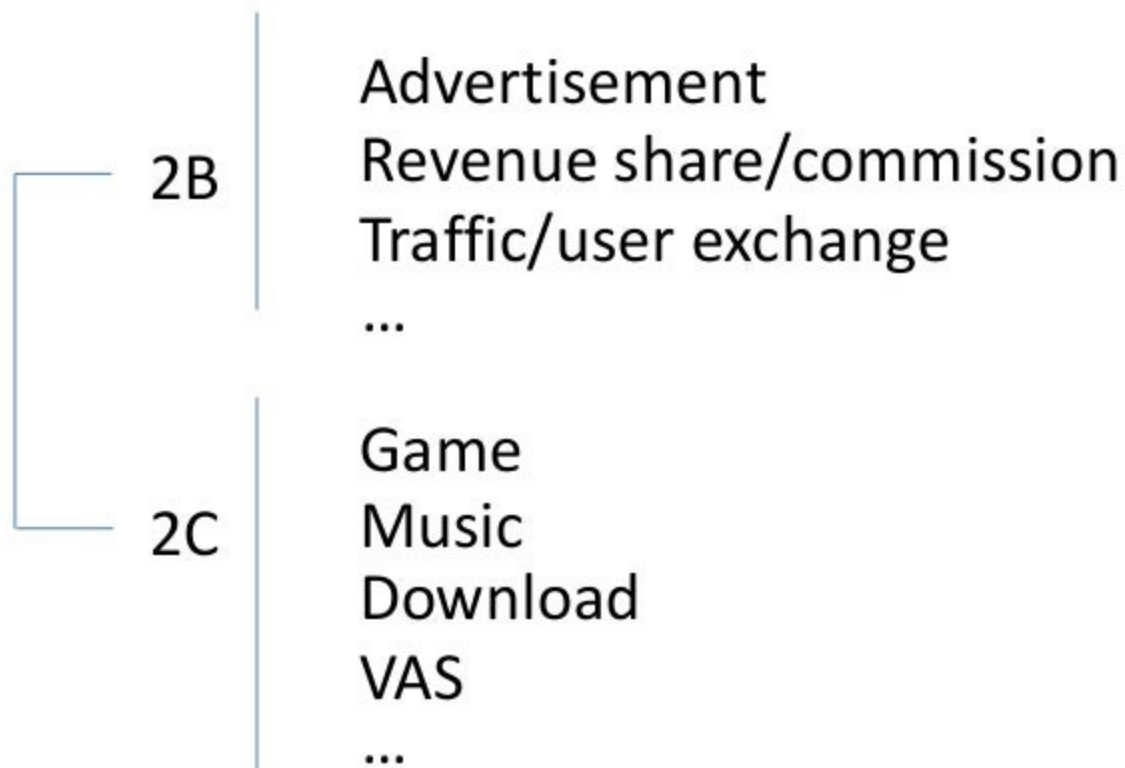 2B
Advertisement
Revenue share/commission
Traffic/user exchange
...
2C
Game
Music
Download
VAS
...